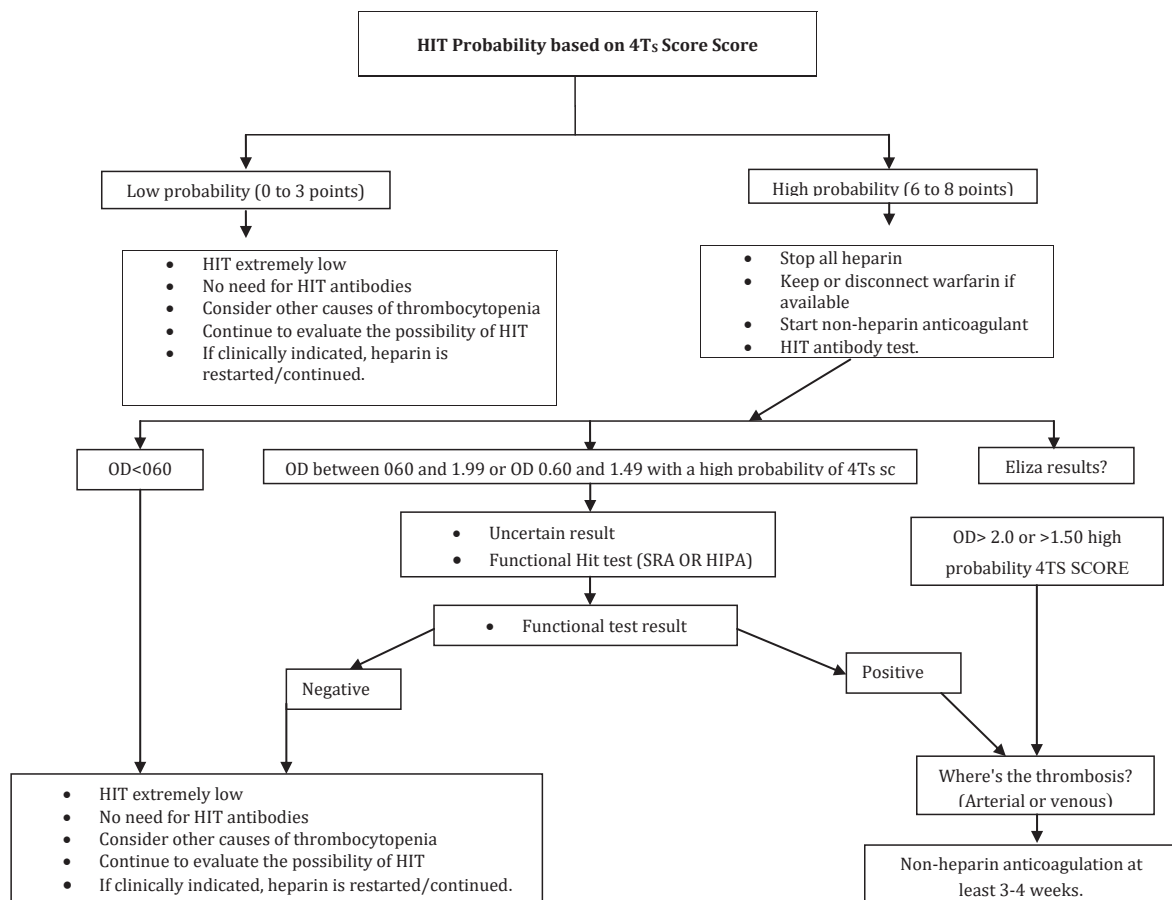 HIT Probability based on 4Ts Score Score
Low probability (0 to 3 points)
High probability (6 to 8 points)
• HIT extremely low
• No need for HIT antibodies
• Consider other causes of thrombocytopenia
• Continue to evaluate the possibility of HIT
• If clinically indicated, heparin is
restarted/continued.
• Stop all heparin
• Keep or disconnect warfarin if
available
• Start non-heparin anticoagulant
• HIT antibody test.
OD<060
OD between 060 and 1.99 or OD 0.60 and 1.49 with a high probability of 4Ts sc
Eliza results?
• Uncertain result
• Functional Hit test (SRA OR HIPA)
OD> 2.0 or >1.50 high
probability 4TS SCORE
• Functional test result
Negative
Positive
• HIT extremely low
• No need for HIT antibodies
• Consider other causes of thrombocytopenia
• Continue to evaluate the possibility of HIT
• If clinically indicated, heparin is restarted/continued.
Where's the thrombosis?
(Arterial or venous)
Non-heparin anticoagulation at
least 3-4 weeks.